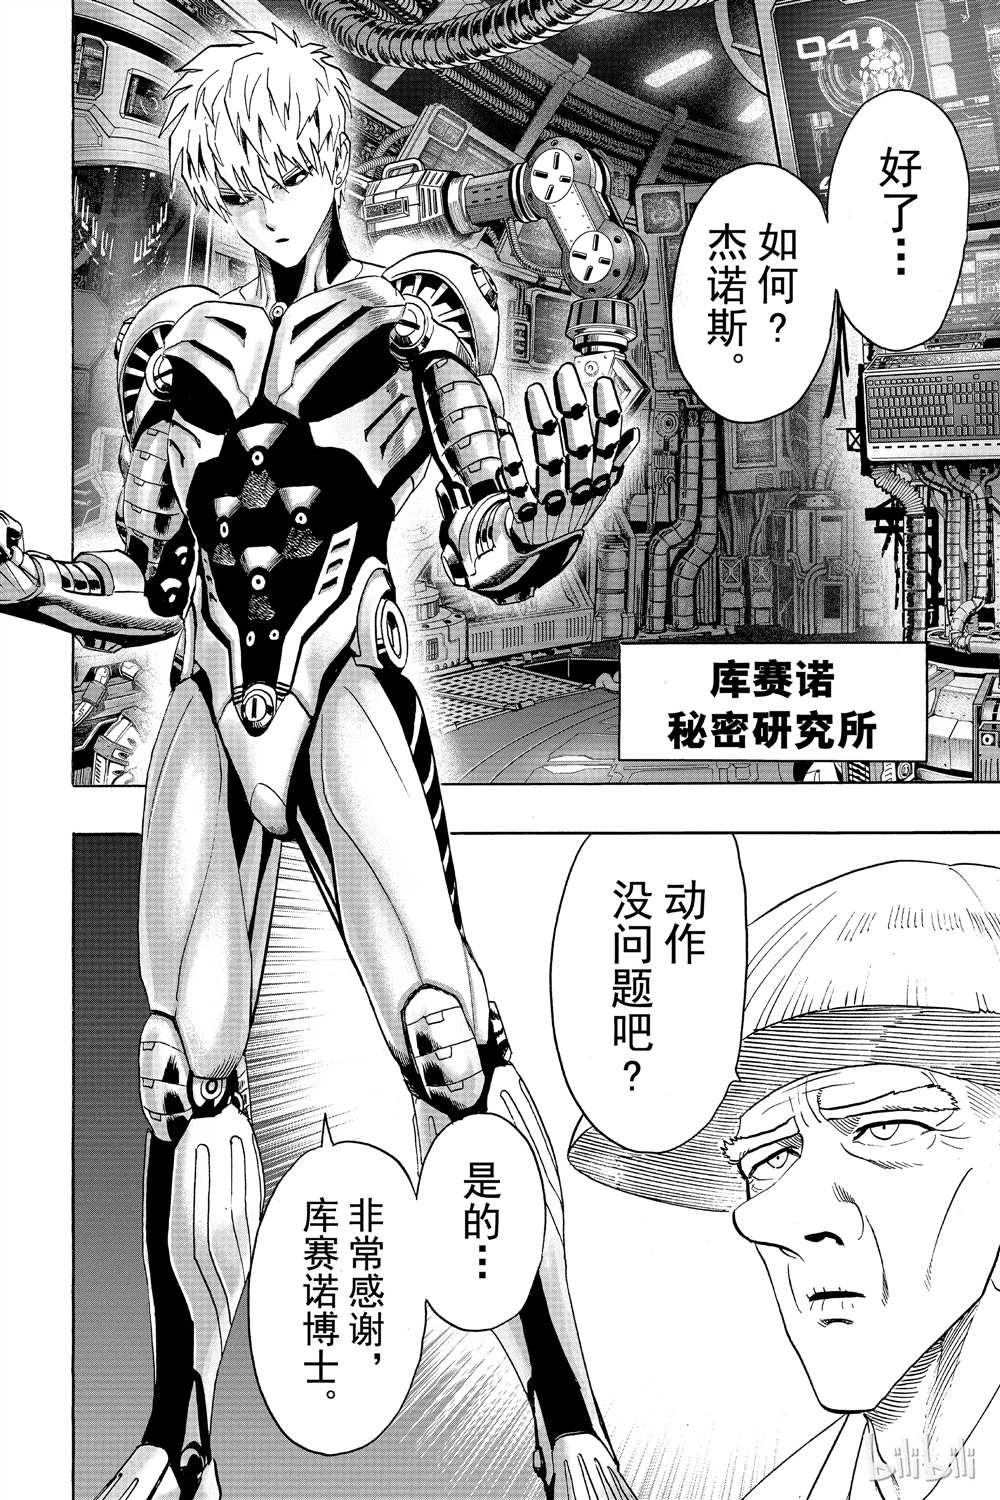 好了…
如何？
杰诺斯。
04
库赛诺
秘密研究所
动作
没问题吧？
是的…
非常感谢，
库赛诺博士。
bilibili